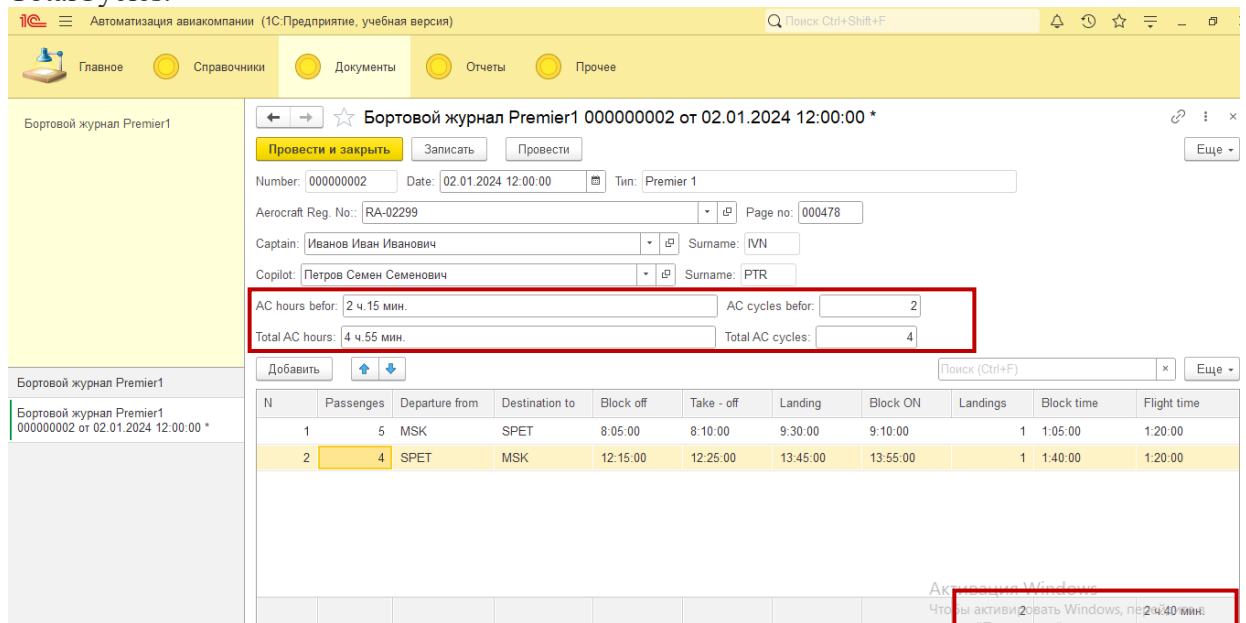 Автоматизация авиакомпании (1С:Предприятие, учебная версия) Поиск Ctrl+Shift+F
Главное Справочники Документы Отчеты Прочее
Бортовой журнал Premier1
Бортовой журнал Premier1 000000002 от 02.01.2024 12:00:00 *
Провести и закрыть Записать Провести Еще
Number: 000000002 Date: 02.01.2024 12:00:00 Тип: Premier 1
Aerocraft Reg. No:: RA-02299 Page no: 000478
Captain: Иванов Иван Иванович Surname: IVN
Copilot: Петров Семен Семенович Surname: PTR
AC hours befor: 2 ч.15 мин. AC cycles befor: 2
Total AC hours: 4 ч.55 мин. Total AC cycles: 4
Добавить Поиск (Ctrl+F) × Еще
Бортовой журнал Premier1
Бортовой журнал Premier1
000000002 от 02.01.2024 12:00:00 *
N Passenges Departure from Destination to Block off Take - off Landing Block ON Landings Block time Flight time
1 5 MSK SPET 8:05:00 8:10:00 9:30:00 9:10:00 1 1:05:00 1:20:00
2 4 SPET MSK 12:15:00 12:25:00 13:45:00 13:55:00 1 1:40:00 1:20:00
Активация Windows
Чтобы активировать Windows,
2 2 ч.40 мин.